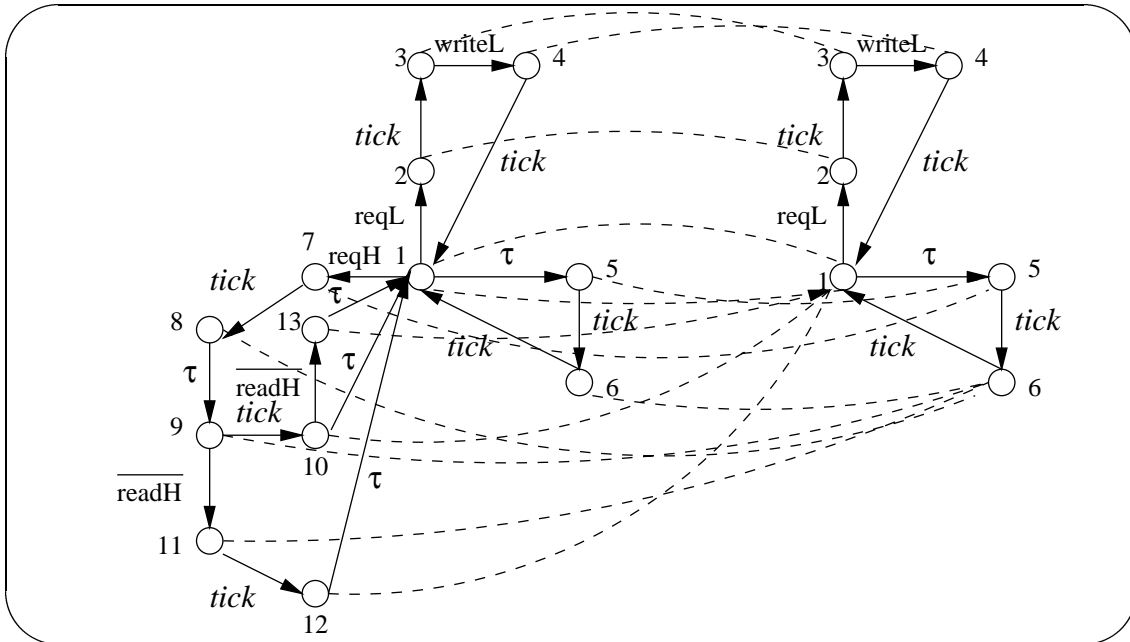 writeL writeL
3 4 3 4
tick tick tick tick
2 2
reqL reqL
7 reqH 1 τ 5 1 τ 5
tick τ
8 13 tick tick
τ τ tick tick
readH 6 6
tick
9 10
τ
readH
11
tick
12